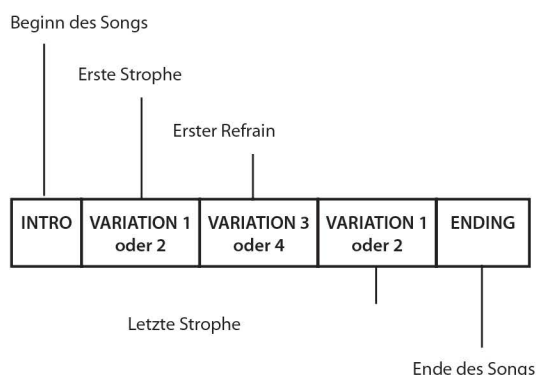 Beginn des Songs
Erste Strophe
Erster Refrain
INTRO
VARIATION 1
oder 2
VARIATION 3
oder 4
VARIATION 1
oder 2
ENDING
Letzte Strophe
Ende des Songs